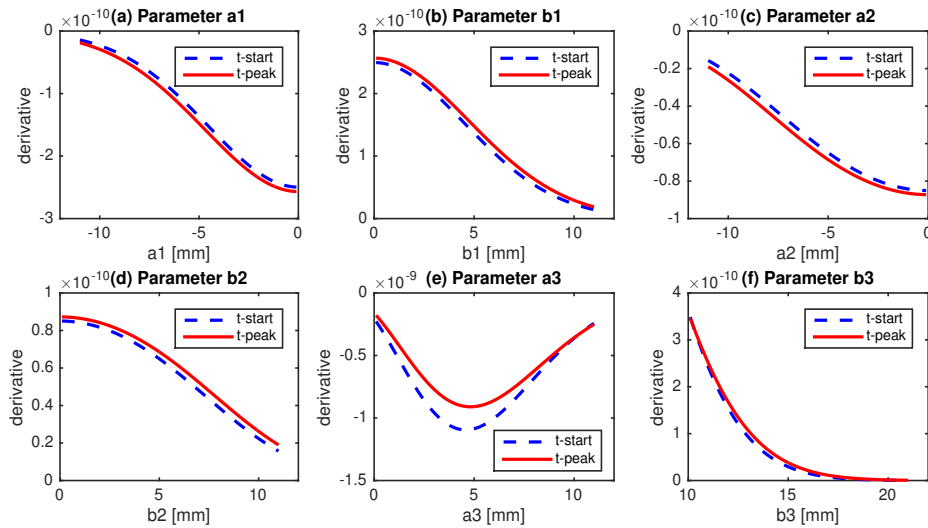 ×10⁻¹⁰ (a) Parameter a1
0
-1
-2
-3
derivative
-10
-5
0
a1 [mm]
t-start
t-peak
×10⁻¹⁰ (b) Parameter b1
3
2
1
0
derivative
0
5
10
b1 [mm]
t-start
t-peak
×10⁻¹⁰ (c) Parameter a2
0
-0.2
-0.4
-0.6
-0.8
-1
derivative
-10
-5
0
a2 [mm]
t-start
t-peak
×10⁻¹⁰ (d) Parameter b2
1
0.8
0.6
0.4
0.2
0
derivative
0
5
10
b2 [mm]
t-start
t-peak
×10⁻⁹ (e) Parameter a3
0
-0.5
-1
-1.5
derivative
0
5
10
a3 [mm]
t-start
t-peak
×10⁻¹⁰ (f) Parameter b3
4
3
2
1
0
derivative
10
15
20
b3 [mm]
t-start
t-peak